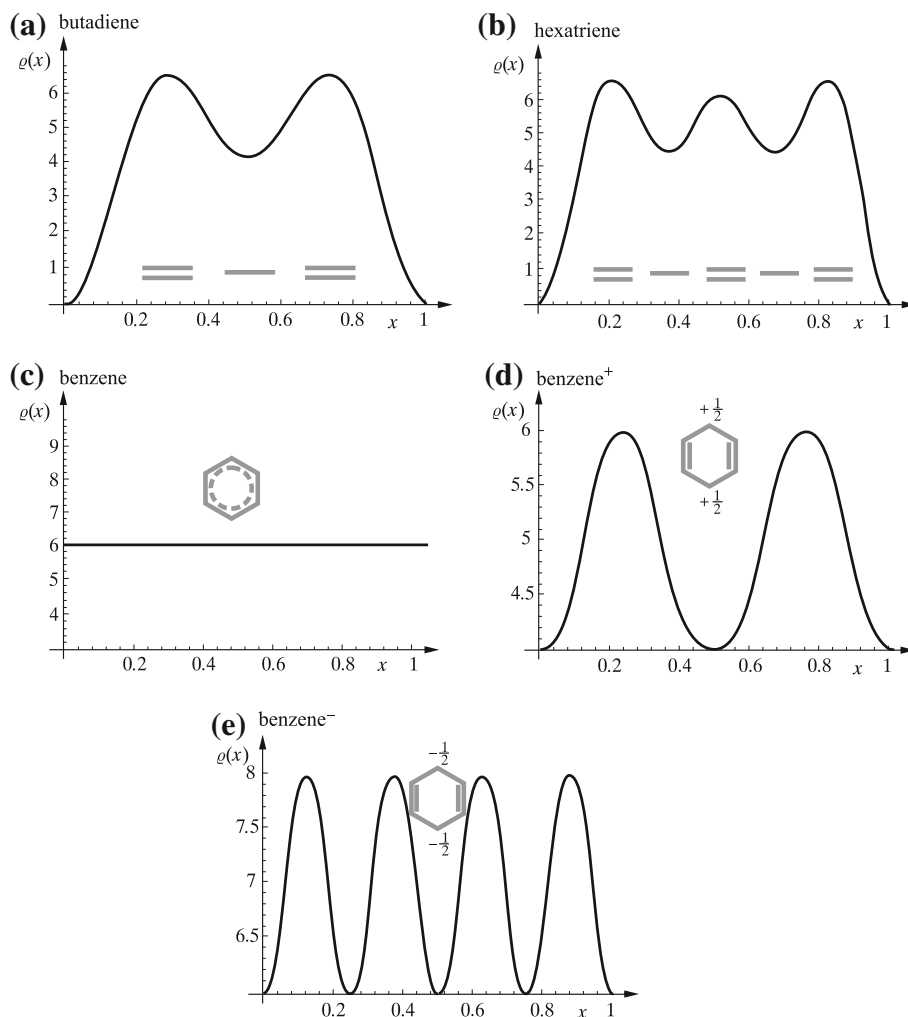 (a) butadiene
ϱ(x)
6
5
4
3
2
1
0.2 0.4 0.6 0.8 x 1
(b) hexatriene
ϱ(x)
6
5
4
3
2
1
0.2 0.4 0.6 0.8 x 1
(c) benzene
ϱ(x)
9
8
7
6
5
4
0.2 0.4 0.6 0.8 x 1
(d) benzene⁺
ϱ(x)
+½
6
5.5
+½
5
4.5
0.2 0.4 0.6 0.8 x 1
(e) benzene⁻
ϱ(x)
−½
8
7.5
−½
7
6.5
0.2 0.4 0.6 0.8 x 1